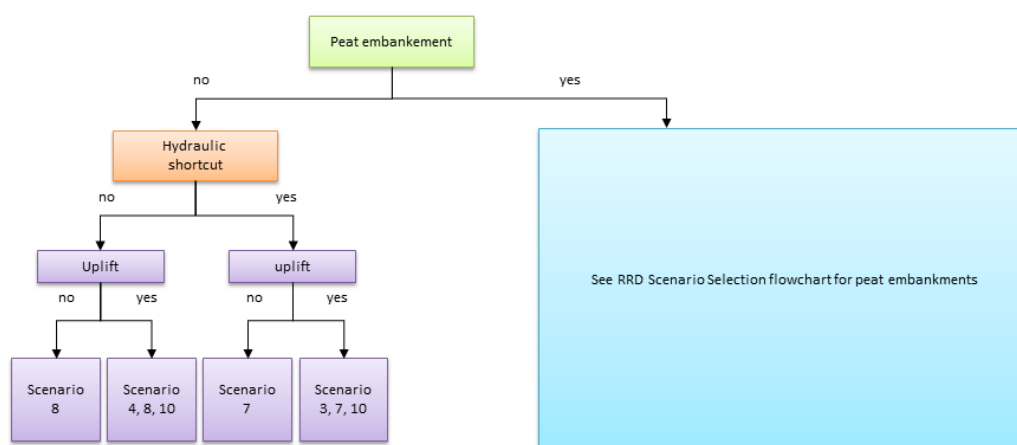 Peat embankement
no
yes
Hydraulic
shortcut
no
yes
Uplift
uplift
See RRD Scenario Selection flowchart for peat embankments
no
yes
no
yes
Scenario
8
Scenario
4, 8, 10
Scenario
7
Scenario
3, 7, 10